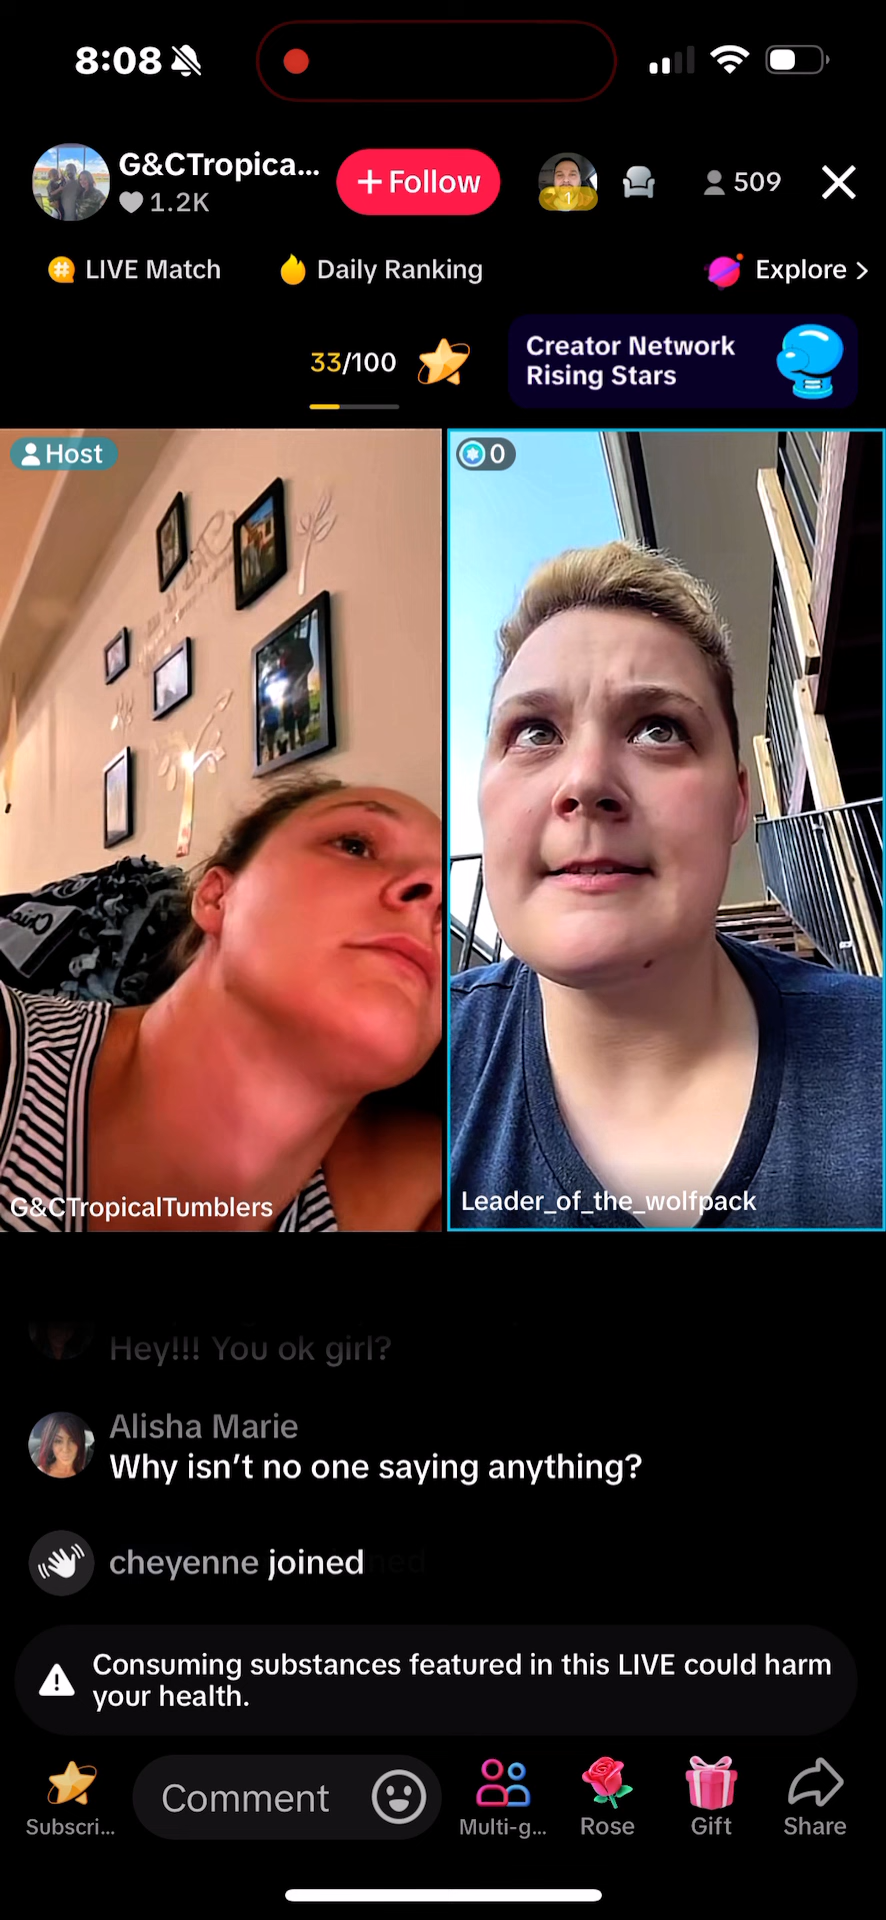 8:08
G&CTropica...
1.2K
+ Follow
1
509
LIVE Match
Daily Ranking
Explore >
33/100
Creator Network
Rising Stars
Host
0
G&CTropicalTumblers
Leader_of_the_wolfpack
Hey!!! You ok girl?
Alisha Marie
Why isn't no one saying anything?
cheyenne joined
Consuming substances featured in this LIVE could harm
your health.
Comment
Subscri...
Multi-g...
Rose
Gift
Share